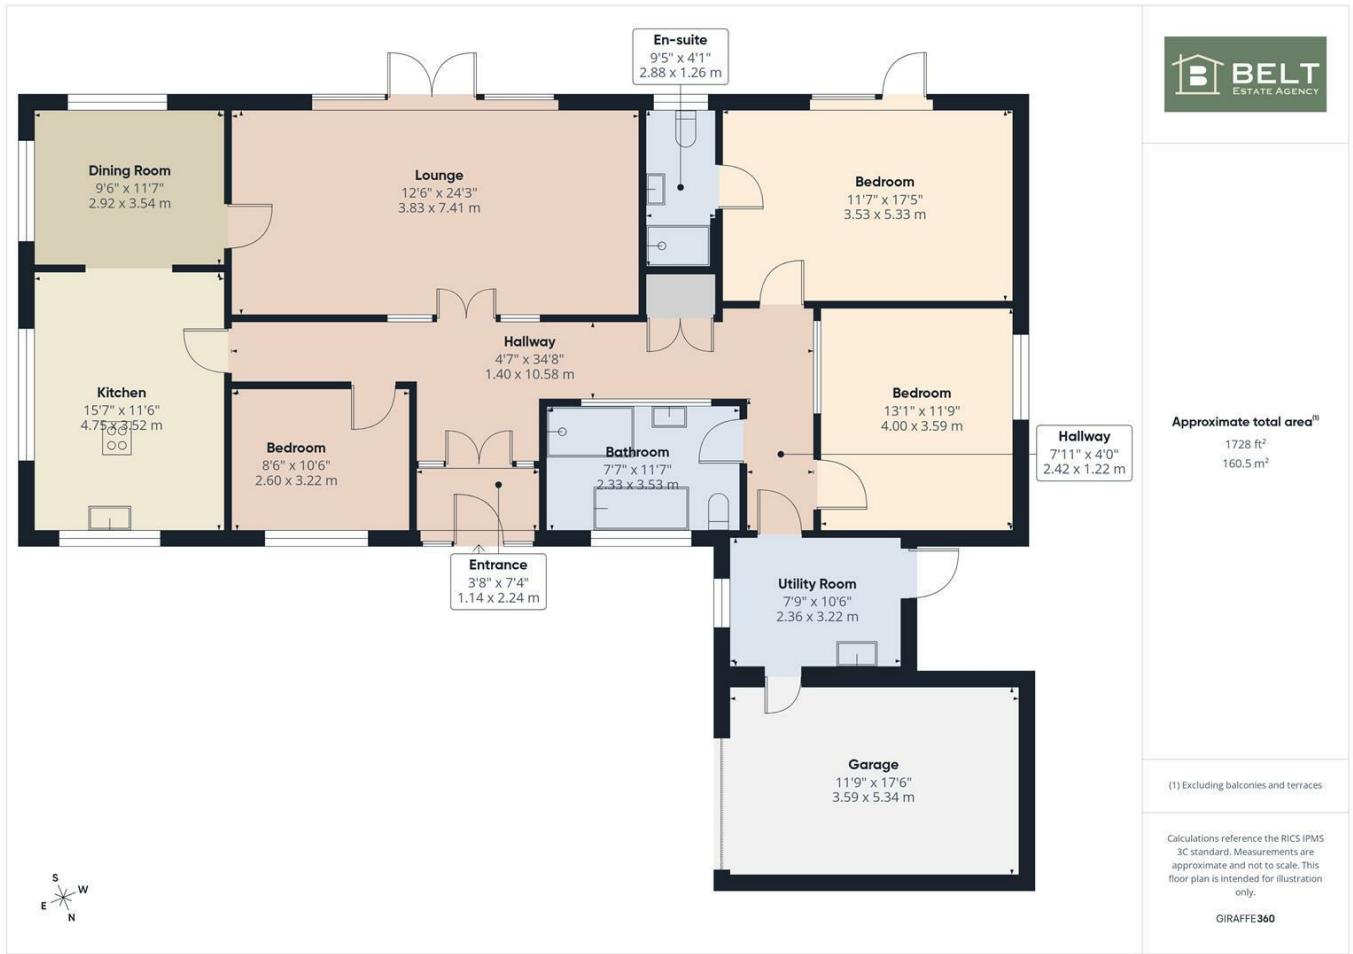 En-suite
9'5" x 4'1"
2.88 x 1.26 m
Dining Room
9'6" x 11'7"
2.92 x 3.54 m
Lounge
12'6" x 24'3"
3.83 x 7.41 m
Bedroom
11'7" x 17'5"
3.53 x 5.33 m
Hallway
4'7" x 34'8"
1.40 x 10.58 m
Kitchen
15'7" x 11'6"
4.75 x 3.52 m
Bedroom
8'6" x 10'6"
2.60 x 3.22 m
Bathroom
7'7" x 11'7"
2.33 x 3.53 m
Bedroom
13'1" x 11'9"
4.00 x 3.59 m
Hallway
7'11" x 4'0"
2.42 x 1.22 m
Entrance
3'8" x 7'4"
1.14 x 2.24 m
Utility Room
7'9" x 10'6"
2.36 x 3.22 m
Garage
11'9" x 17'6"
3.59 x 5.34 m
S
W
E
N
B BELT
ESTATE AGENCY
Approximate total area(1)
1728 ft²
160.5 m²
(1) Excluding balconies and terraces
Calculations reference the RICS IPMS
3C standard. Measurements are
approximate and not to scale. This
floor plan is intended for illustration
only.
GIRAFFE360